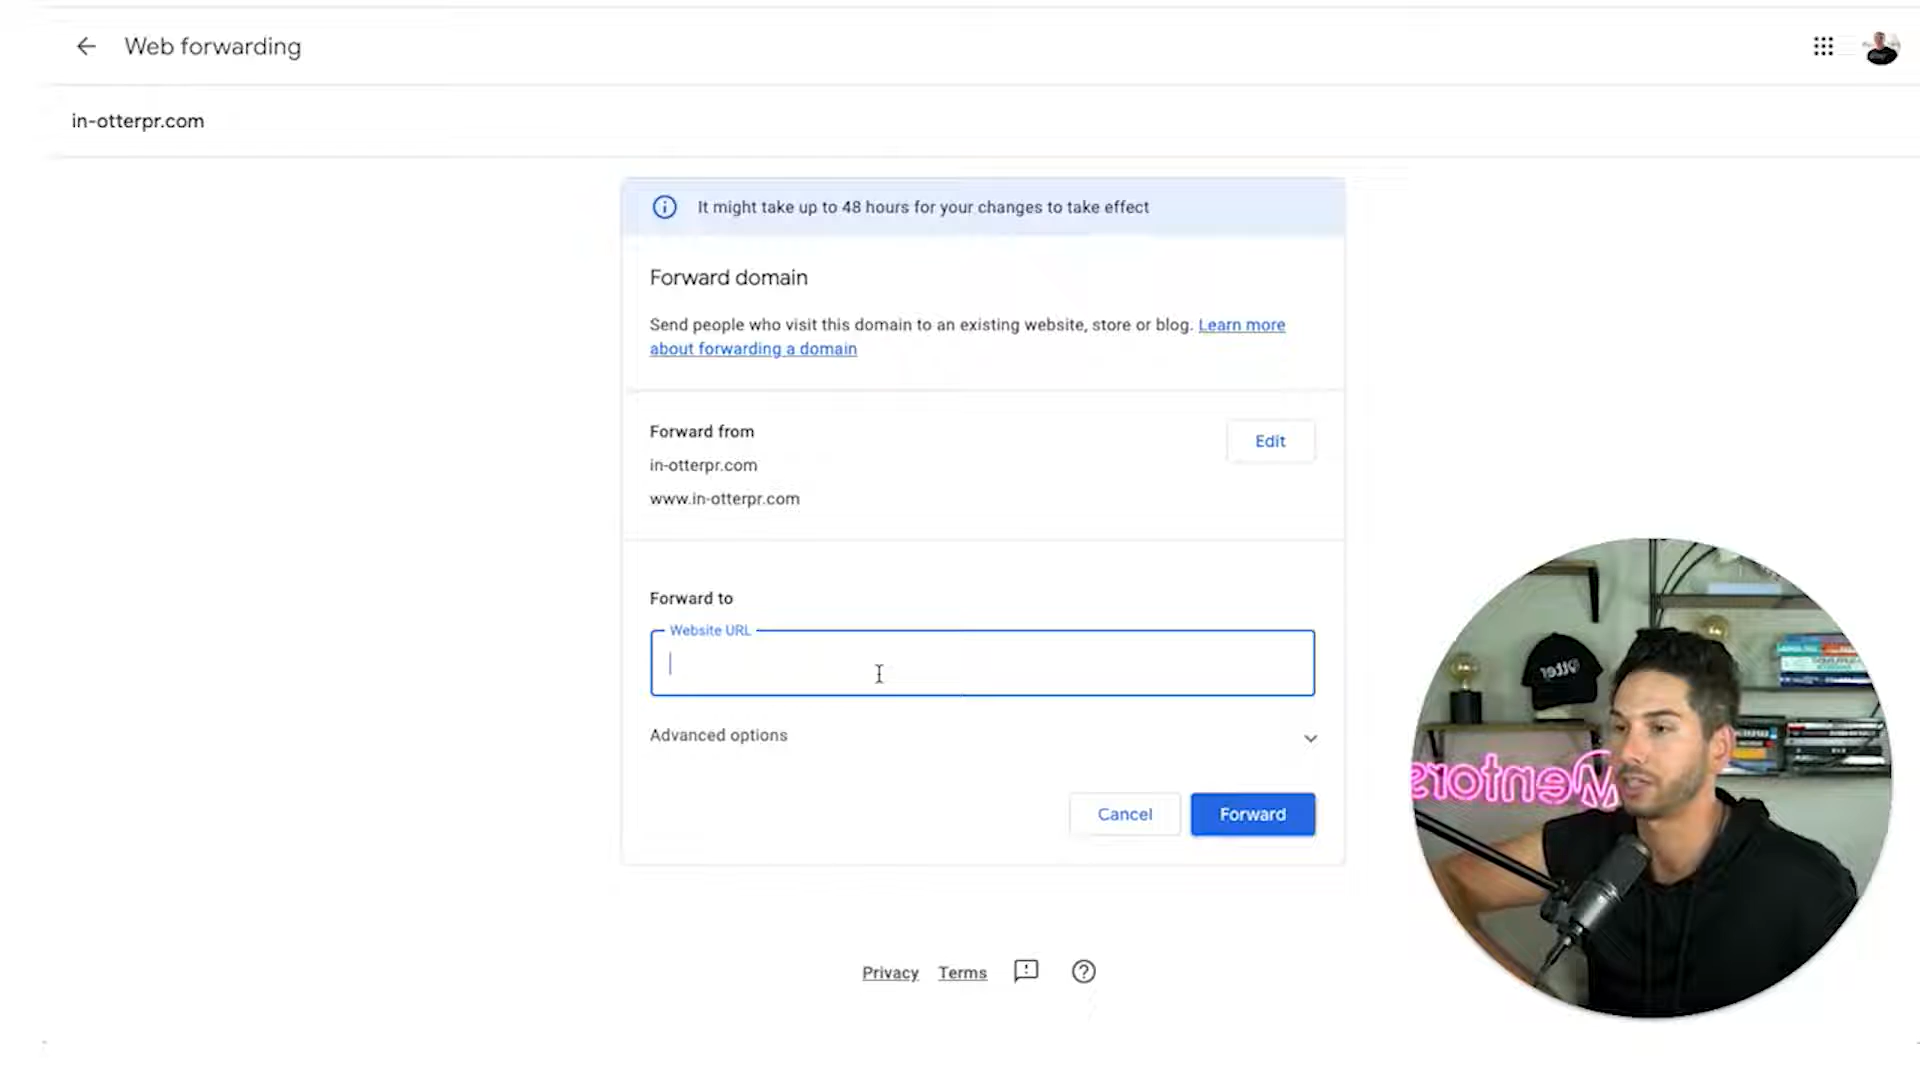 Web forwarding
in-otterpr.com
It might take up to 48 hours for your changes to take effect
Forward domain
Send people who visit this domain to an existing website, store or blog. Learn more
about forwarding a domain
Forward from
Edit
in-otterpr.com
www.in-otterpr.com
Forward to
Website URL
Advanced options
Cancel
Forward
Otter
Mentors
Privacy
Terms